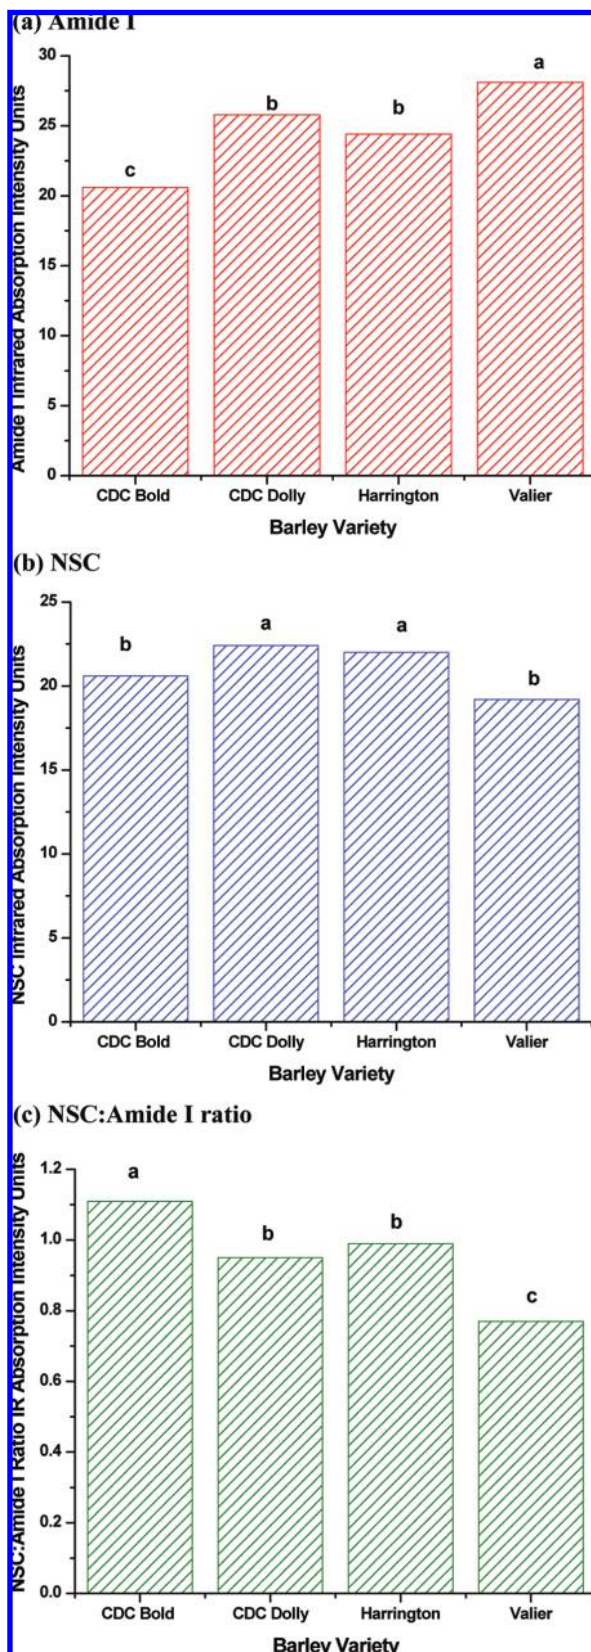 (a) Amide I
Amide I Infrared Absorption Intensity Units
30
25
20
15
10
5
0
c
b
b
a
CDC Bold
CDC Dolly
Harrington
Valier
Barley Variety
(b) NSC
NSC Infrared Absorption Intensity Units
25
20
15
10
5
0
b
a
a
b
CDC Bold
CDC Dolly
Harrington
Valier
Barley Variety
(c) NSC:Amide I ratio
NSC:Amide I Ratio IR Absorption Intensity Units
1.2
1.0
0.8
0.6
0.4
0.2
0.0
a
b
b
c
CDC Bold
CDC Dolly
Harrington
Valier
Barley Variety